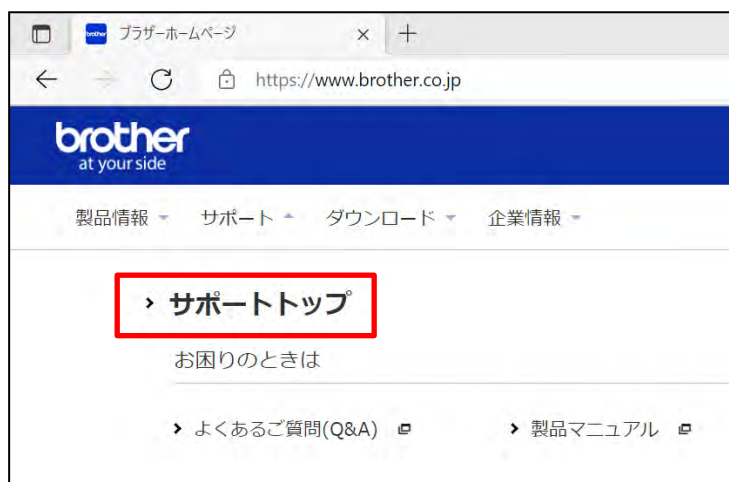 brother ブラザーホームページ
https://www.brother.co.jp
brother
at your side
製品情報 サポート ダウンロード 企業情報
サポートトップ
お困りのときは
よくあるご質問(Q&A) 製品マニュアル